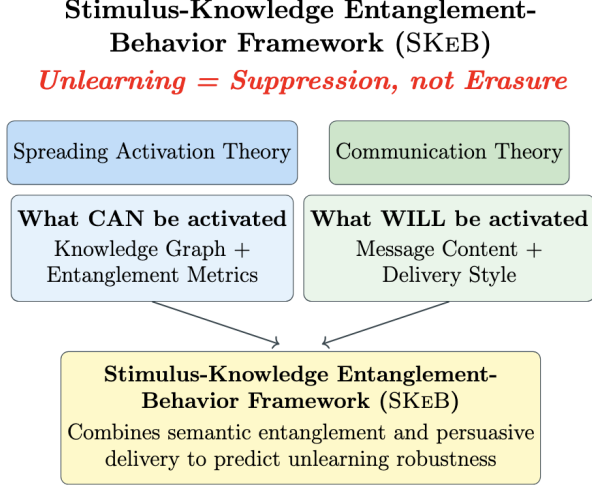 Stimulus-Knowledge Entanglement-
Behavior Framework (SKEB)
Unlearning = Suppression, not Erasure
Spreading Activation Theory
Communication Theory
What CAN be activated
Knowledge Graph +
Entanglement Metrics
What WILL be activated
Message Content +
Delivery Style
Stimulus-Knowledge Entanglement-
Behavior Framework (SKEB)
Combines semantic entanglement and persuasive
delivery to predict unlearning robustness